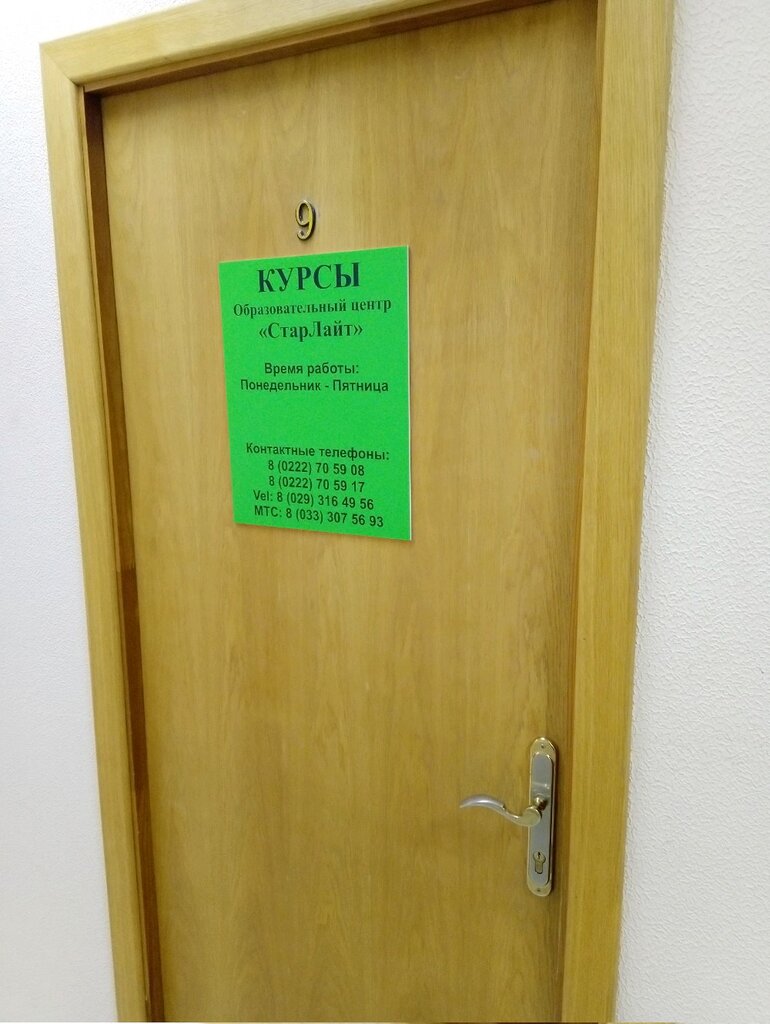 9
КУРСЫ
Образовательный центр
«СтарЛайт»
Время работы:
Понедельник - Пятница
Контактные телефоны:
8 (0222) 70 59 08
8 (0222) 70 59 17
Vel: 8 (029) 316 49 56
МТС: 8 (033) 307 56 93